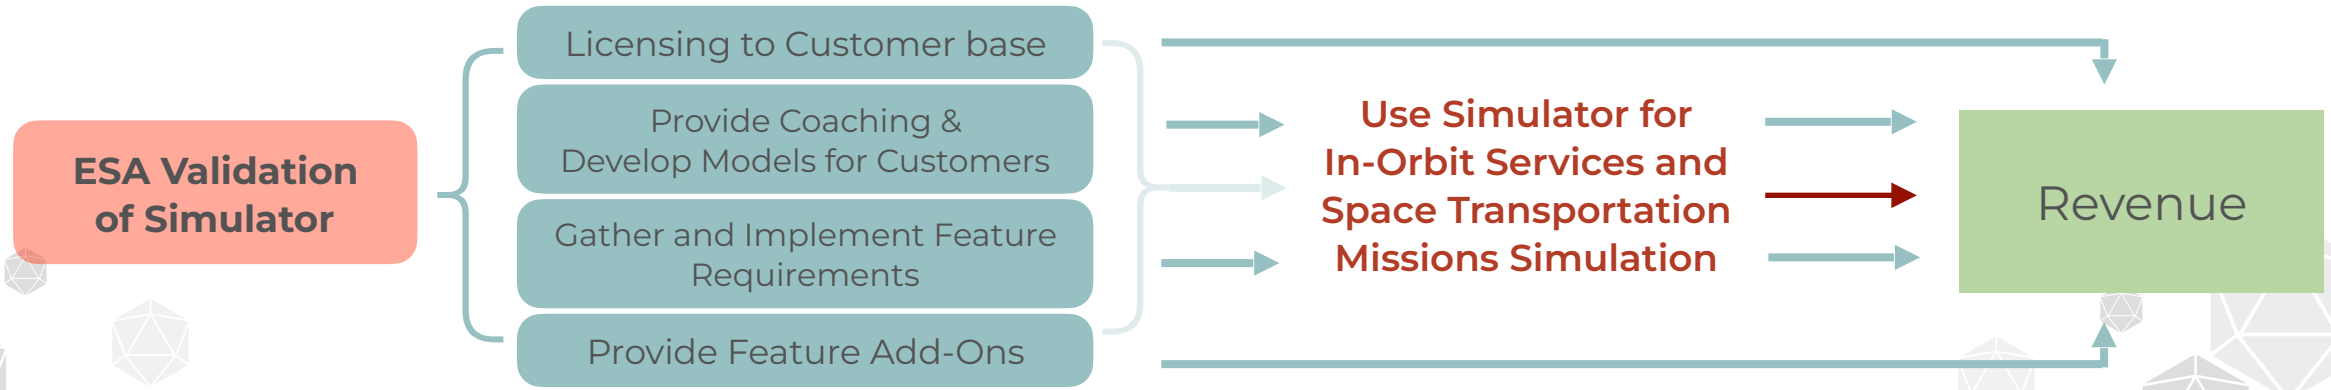 ESA Validation
of Simulator
Licensing to Customer base
Provide Coaching &
Develop Models for Customers
Gather and Implement Feature
Requirements
Provide Feature Add-Ons
Use Simulator for
In-Orbit Services and
Space Transportation
Missions Simulation
Revenue